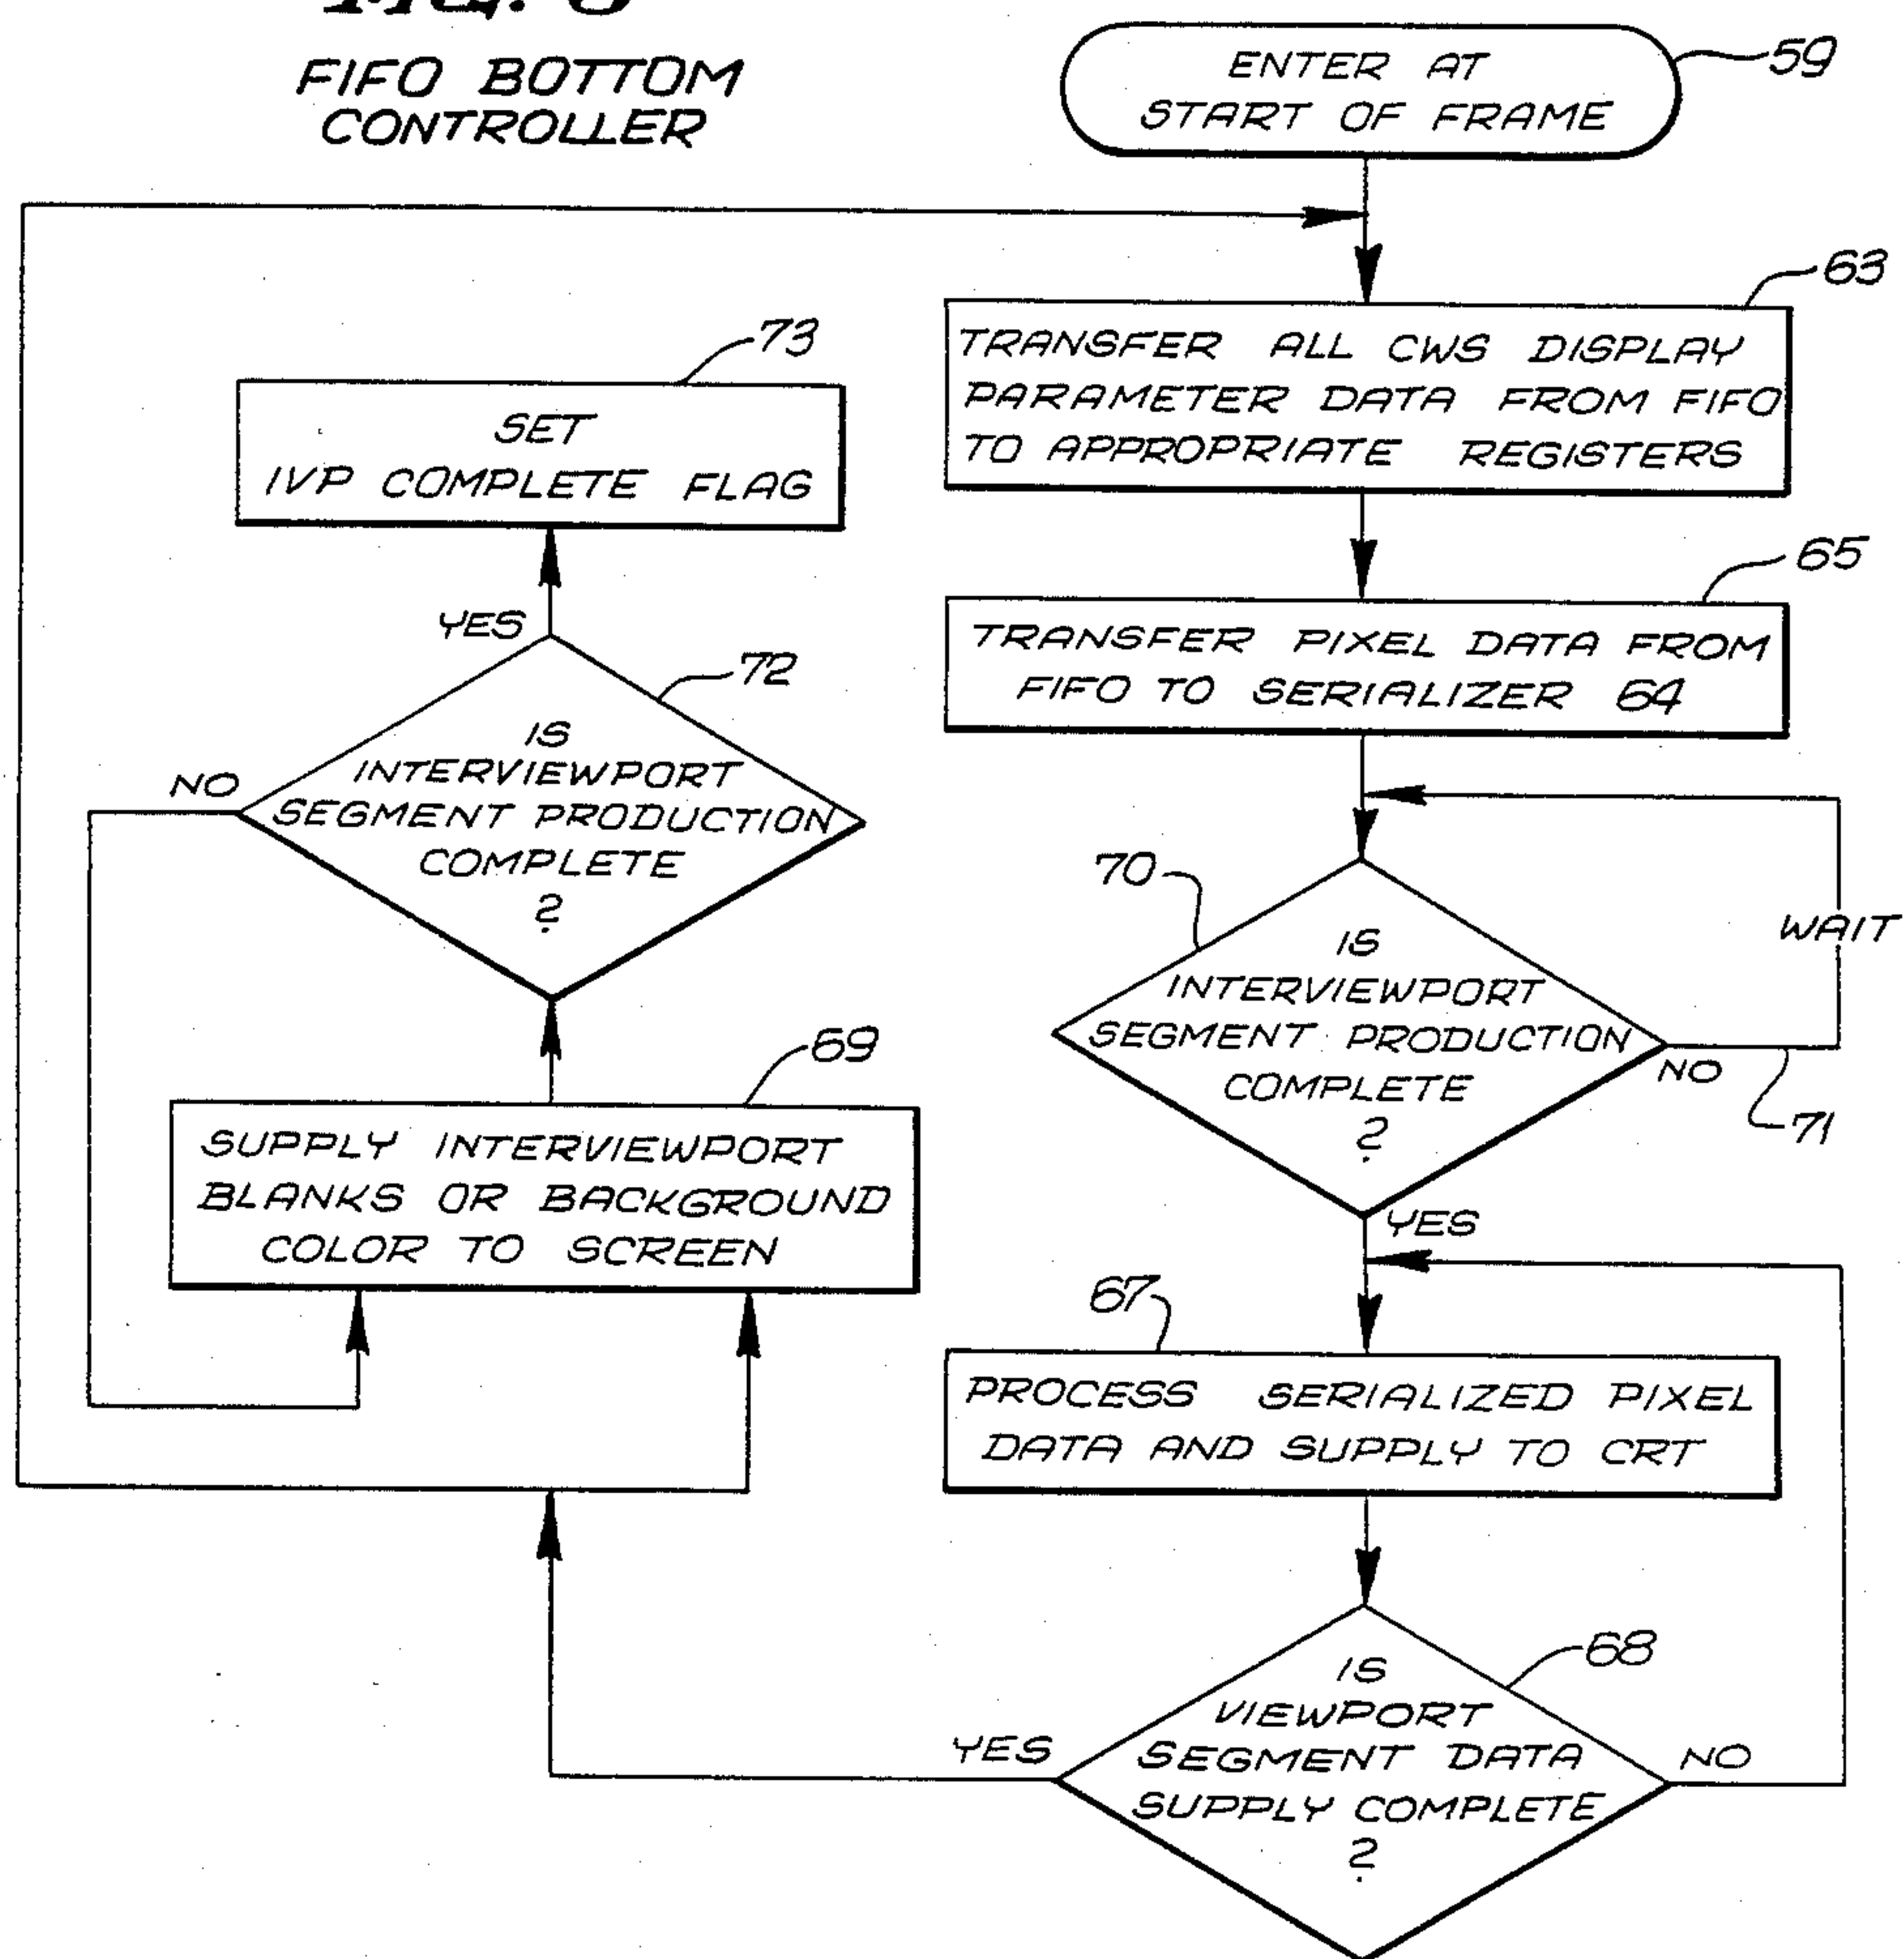 FIFO BOTTOM
CONTROLLER
ENTER AT
START OF FRAME
59
63
TRANSFER ALL CWS DISPLAY
PARAMETER DATA FROM FIFO
TO APPROPRIATE REGISTERS
73
SET
IVP COMPLETE FLAG
65
TRANSFER PIXEL DATA FROM
FIFO TO SERIALIZER 64
YES
72
IS
INTERVIEWPORT
SEGMENT PRODUCTION
COMPLETE
?
NO
70
IS
INTERVIEWPORT
SEGMENT PRODUCTION
COMPLETE
?
WAIT
NO
71
YES
69
SUPPLY INTERVIEWPORT
BLANKS OR BACKGROUND
COLOR TO SCREEN
67
PROCESS SERIALIZED PIXEL
DATA AND SUPPLY TO CRT
68
IS
VIEWPORT
SEGMENT DATA
SUPPLY COMPLETE
?
YES
NO